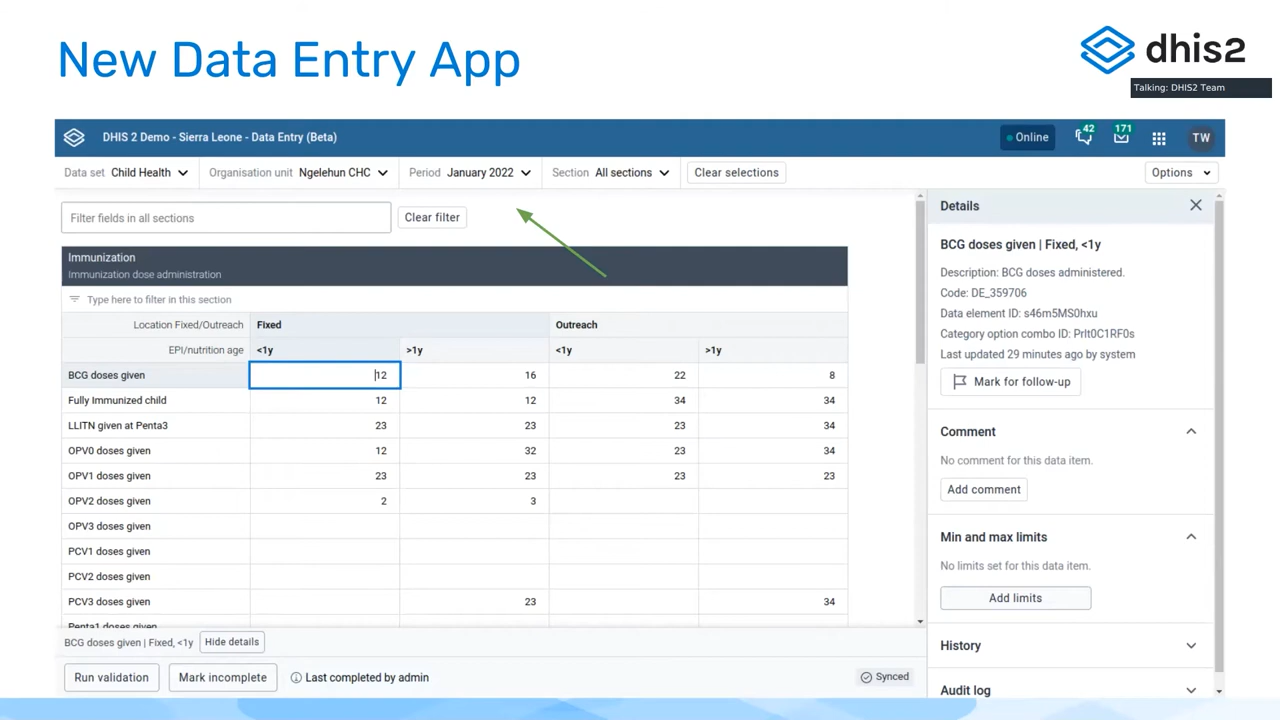 New Data Entry App
dhis2
Talking: DHIS2 Team
DHIS 2 Demo - Sierra Leone - Data Entry (Beta)
Online
42
171
TW
Data set Child Health
Organisation unit Ngelehun CHC
Period January 2022
Section All sections
Clear selections
Options
Filter fields in all sections
Clear filter
Immunization
Immunization dose administration
Type here to filter in this section
Location Fixed/Outreach Fixed Outreach
EPI/nutrition age <1y >1y <1y >1y
BCG doses given 12 16 22 8
Fully Immunized child 12 12 34 34
LLITN given at Penta3 23 23 23 34
OPV0 doses given 12 32 23 34
OPV1 doses given 23 23 23 23
OPV2 doses given 2 3
OPV3 doses given
PCV1 doses given
PCV2 doses given
PCV3 doses given 23 34
Penta1 doses given
BCG doses given | Fixed, <1y
Hide details
Run validation
Mark incomplete
Last completed by admin
Synced
Details
BCG doses given | Fixed, <1y
Description: BCG doses administered.
Code: DE_359706
Data element ID: s46m5MS0hxu
Category option combo ID: Prlt0C1RF0s
Last updated 29 minutes ago by system
Mark for follow-up
Comment
No comment for this data item.
Add comment
Min and max limits
No limits set for this data item.
Add limits
History
Audit log